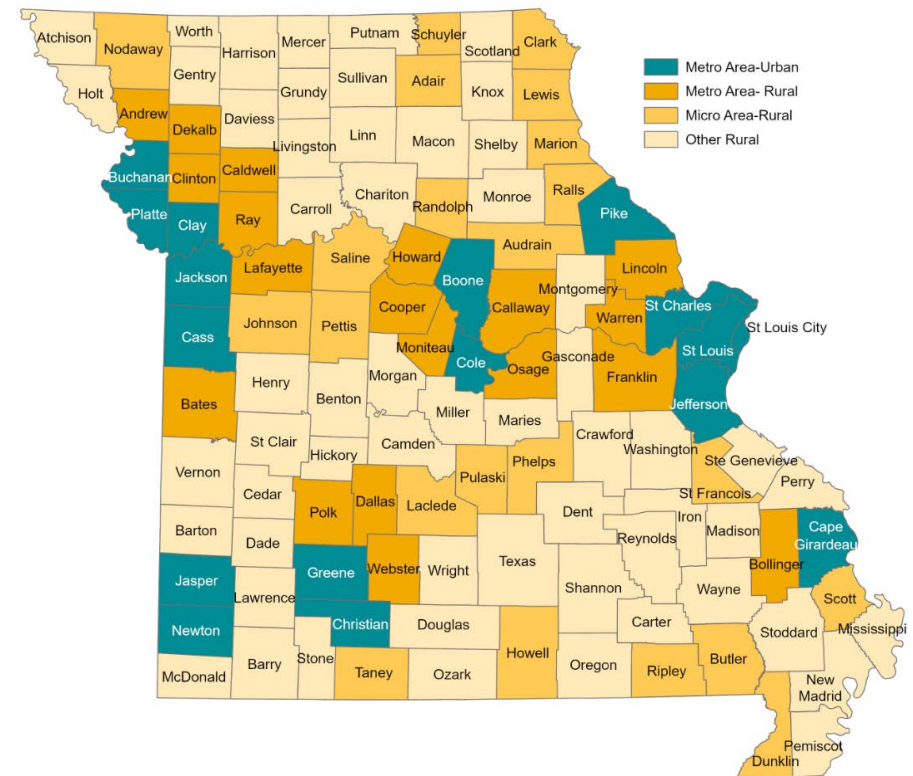 Atchison
Nodaway
Worth
Harrison
Mercer
Putnam
Schuyler
Scotland
Clark
Gentry
Sullivan
Adair
Knox
Lewis
Holt
Grundy
Andrew
Dekalb
Daviess
Livingston
Linn
Macon
Shelby
Marion
Buchanan
Clinton
Caldwell
Chariton
Monroe
Ralls
Platte
Clay
Ray
Carroll
Randolph
Pike
Metro Area-Urban
Metro Area- Rural
Micro Area-Rural
Other Rural
Jackson
Lafayette
Saline
Howard
Boone
Audrain
Lincoln
Callaway
Montgomery
St Charles
Cooper
Warren
St Louis City
Cass
Johnson
Pettis
Moniteau
Cole
Osage
Gasconade
St Louis
Franklin
Jefferson
Bates
Henry
Benton
Morgan
Miller
Maries
St Clair
Hickory
Camden
Crawford
Washington
Ste Genevieve
Vernon
Pulaski
Phelps
St Francois
Perry
Cedar
Polk
Dallas
Laclede
Dent
Iron
Madison
Cape
Girardeau
Barton
Dade
Reynolds
Bollinger
Jasper
Greene
Webster
Wright
Texas
Shannon
Wayne
Scott
Lawrence
Newton
Christian
Douglas
Carter
Stoddard
Mississippi
McDonald
Barry
Stone
Taney
Ozark
Howell
Oregon
Ripley
Butler
New
Madrid
Pemiscot
Dunklin